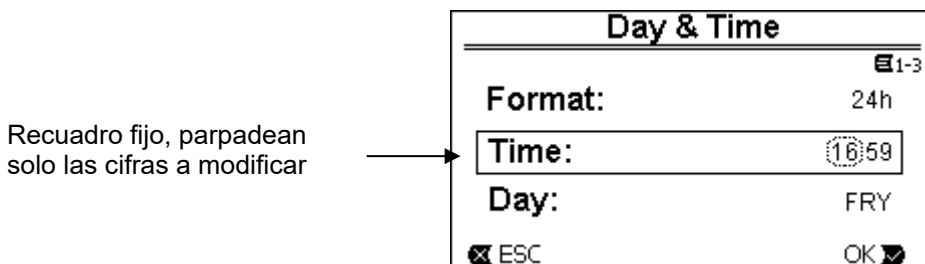 Day & Time
1-3
Format: 24h
Recuadro fijo, parpadean
solo las cifras a modificar
Time: 16:59
Day: FRY
ESC OK